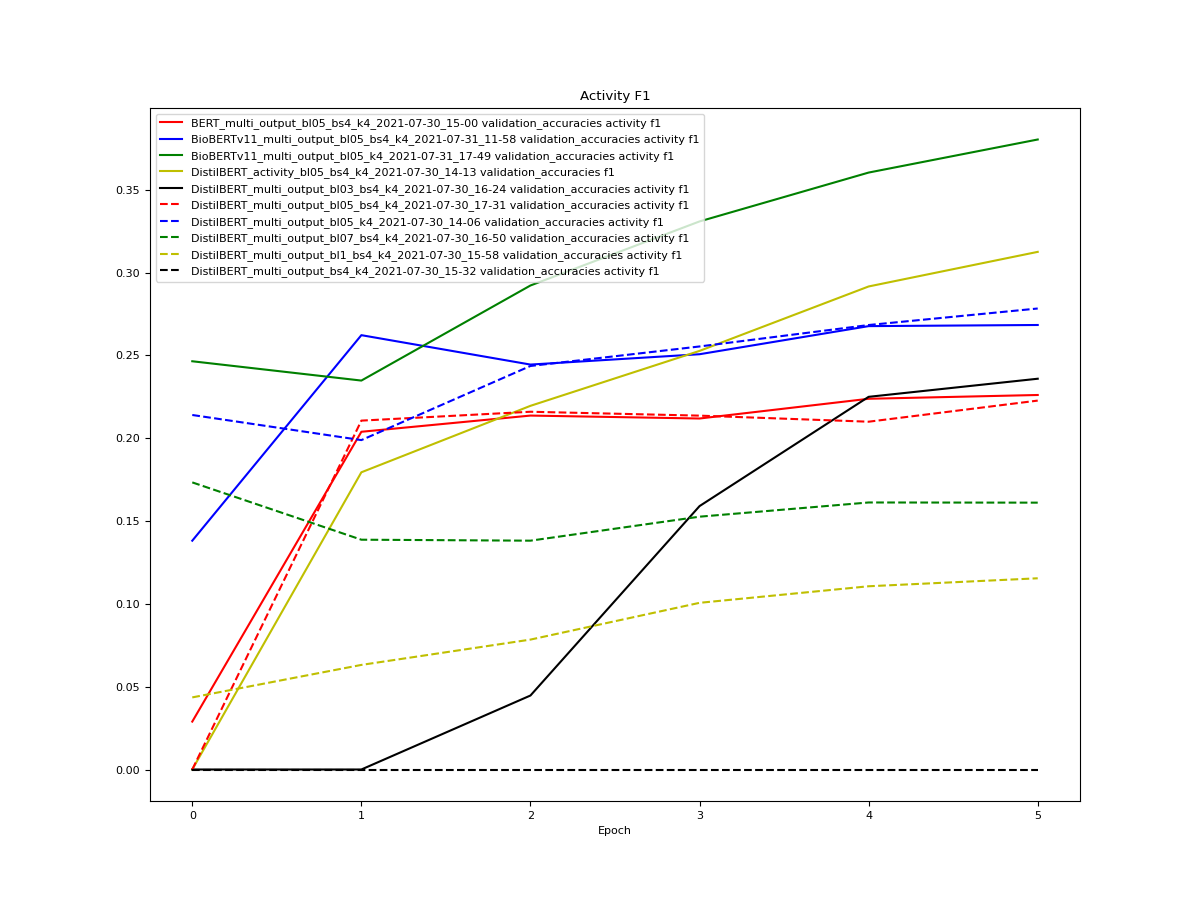 Activity F1
BERT_multi_output_bl05_bs4_k4_2021-07-30_15-00 validation_accuracies activity f1
BioBERTv11_multi_output_bl05_bs4_k4_2021-07-31_11-58 validation_accuracies activity f1
BioBERTv11_multi_output_bl05_k4_2021-07-31_17-49 validation_accuracies activity f1
DistilBERT_activity_bl05_bs4_k4_2021-07-30_14-13 validation_accuracies f1
DistilBERT_multi_output_bl03_bs4_k4_2021-07-30_16-24 validation_accuracies activity f1
DistilBERT_multi_output_bl05_bs4_k4_2021-07-30_17-31 validation_accuracies activity f1
DistilBERT_multi_output_bl05_k4_2021-07-30_14-06 validation_accuracies activity f1
DistilBERT_multi_output_bl07_bs4_k4_2021-07-30_16-50 validation_accuracies activity f1
DistilBERT_multi_output_bl1_bs4_k4_2021-07-30_15-58 validation_accuracies activity f1
DistilBERT_multi_output_bs4_k4_2021-07-30_15-32 validation_accuracies activity f1
0.35
0.30
0.25
0.20
0.15
0.10
0.05
0.00
0 1 2 3 4 5
Epoch